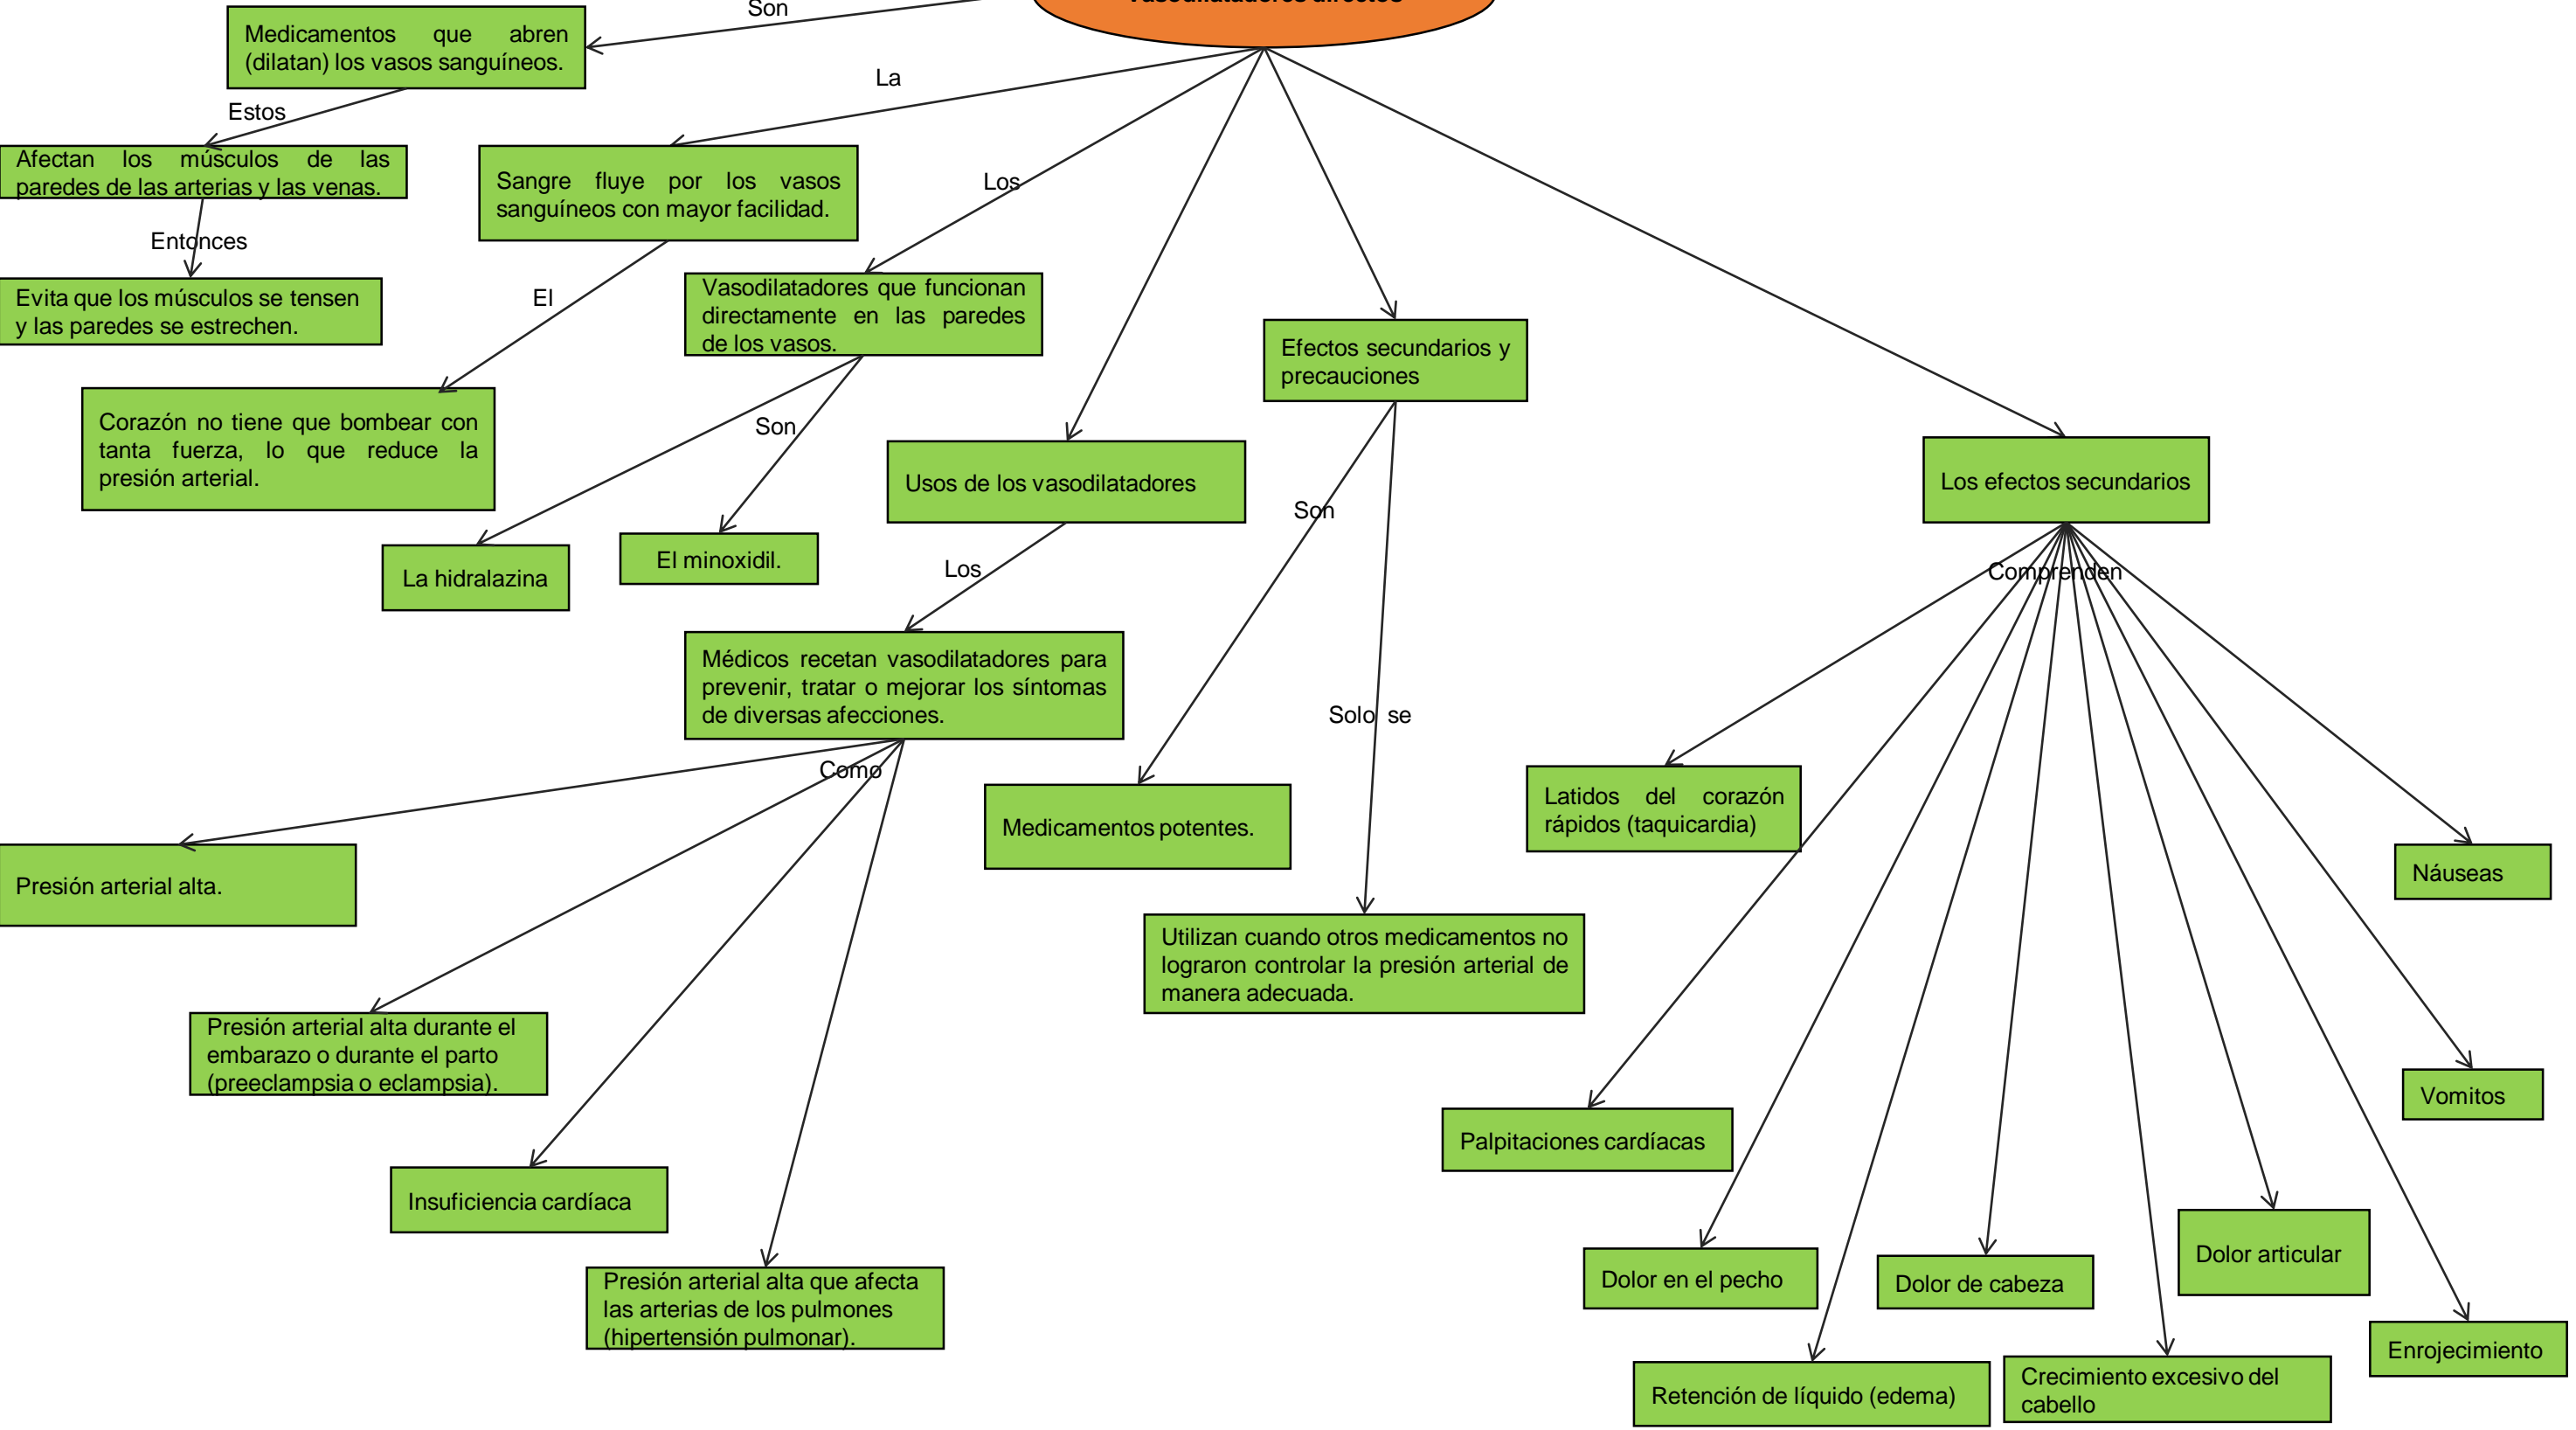 Vasodilatadores directos
Son
Medicamentos que abren
(dilatan) los vasos sanguíneos.
La
Estos
Afectan los músculos de las
paredes de las arterias y las venas.
Sangre fluye por los vasos
sanguíneos con mayor facilidad.
Los
Entonces
Evita que los músculos se tensen
y las paredes se estrechen.
El
Vasodilatadores que funcionan
directamente en las paredes
de los vasos.
Efectos secundarios y
precauciones
Corazón no tiene que bombear con
tanta fuerza, lo que reduce la
presión arterial.
Son
Usos de los vasodilatadores
Los efectos secundarios
Son
La hidralazina
El minoxidil.
Los
Comprenden
Médicos recetan vasodilatadores para
prevenir, tratar o mejorar los síntomas
de diversas afecciones.
Solo se
Como
Medicamentos potentes.
Latidos del corazón
rápidos (taquicardia)
Presión arterial alta.
Náuseas
Utilizan cuando otros medicamentos no
lograron controlar la presión arterial de
manera adecuada.
Presión arterial alta durante el
embarazo o durante el parto
(preeclampsia o eclampsia).
Vomitos
Palpitaciones cardíacas
Insuficiencia cardíaca
Dolor articular
Dolor en el pecho
Dolor de cabeza
Presión arterial alta que afecta
las arterias de los pulmones
(hipertensión pulmonar).
Enrojecimiento
Retención de líquido (edema)
Crecimiento excesivo del
cabello